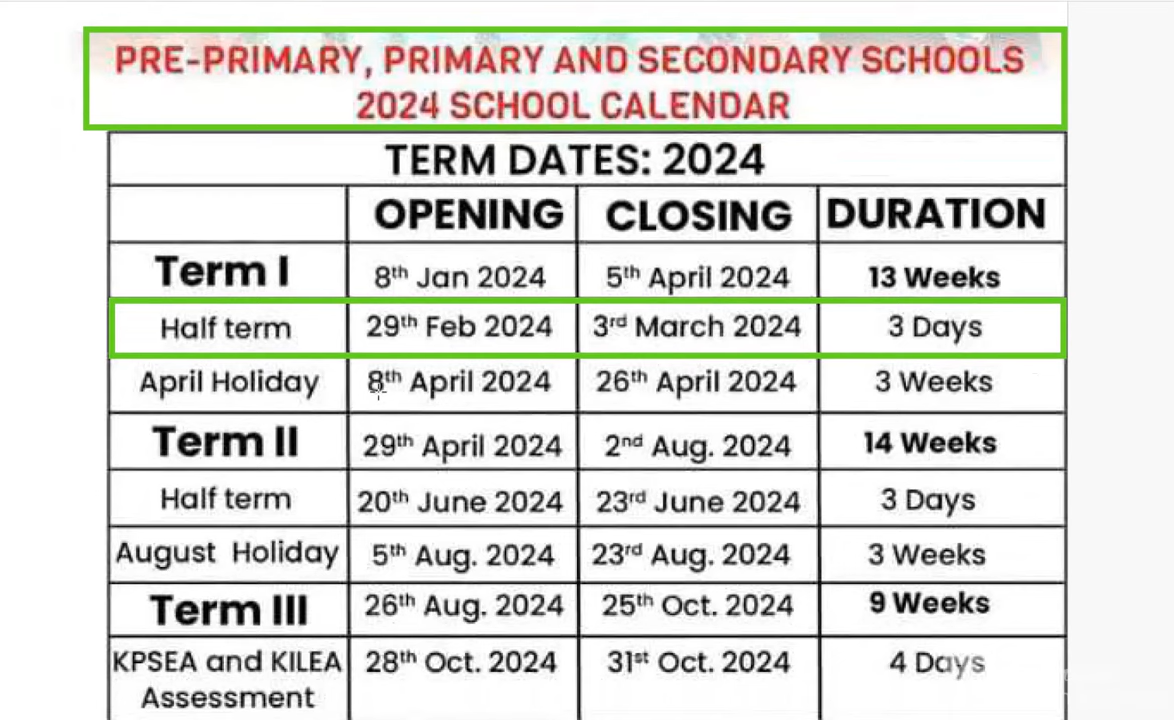 PRE-PRIMARY, PRIMARY AND SECONDARY SCHOOLS
2024 SCHOOL CALENDAR
TERM DATES: 2024
OPENING CLOSING DURATION
Term I 8th Jan 2024 5th April 2024 13 Weeks
Half term 29th Feb 2024 3rd March 2024 3 Days
April Holiday 8th April 2024 26th April 2024 3 Weeks
Term II 29th April 2024 2nd Aug. 2024 14 Weeks
Half term 20th June 2024 23rd June 2024 3 Days
August Holiday 5th Aug. 2024 23rd Aug. 2024 3 Weeks
Term III 26th Aug. 2024 25th Oct. 2024 9 Weeks
KPSEA and KILEA 28th Oct. 2024 31st Oct. 2024 4 Days
Assessment